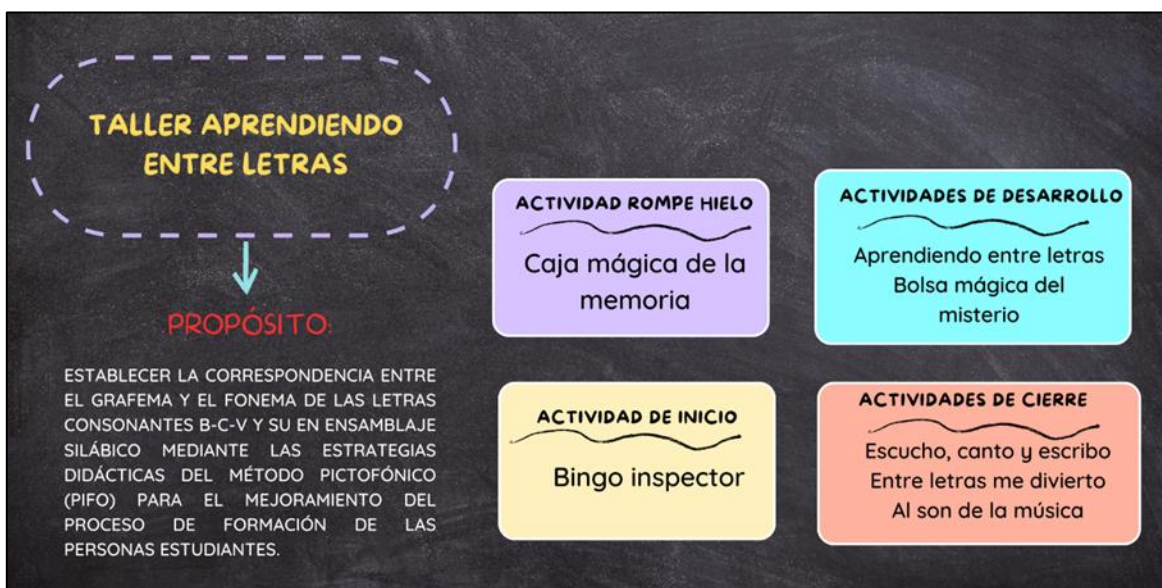 TALLER APRENDIENDO
ENTRE LETRAS
PROPÓSITO:
ESTABLECER LA CORRESPONDENCIA ENTRE
EL GRAFEMA Y EL FONEMA DE LAS LETRAS
CONSONANTES B-C-V Y SU EN ENSAMBLAJE
SILÁBICO MEDIANTE LAS ESTRATEGIAS
DIDÁCTICAS DEL MÉTODO PICTOFÓNICO
(PIFO) PARA EL MEJORAMIENTO DEL
PROCESO DE FORMACIÓN DE LAS
PERSONAS ESTUDIANTES.
ACTIVIDAD ROMPE HIELO
Caja mágica de la
memoria
ACTIVIDADES DE DESARROLLO
Aprendiendo entre letras
Bolsa mágica del
misterio
ACTIVIDAD DE INICIO
Bingo inspector
ACTIVIDADES DE CIERRE
Escucho, canto y escribo
Entre letras me divierto
Al son de la música